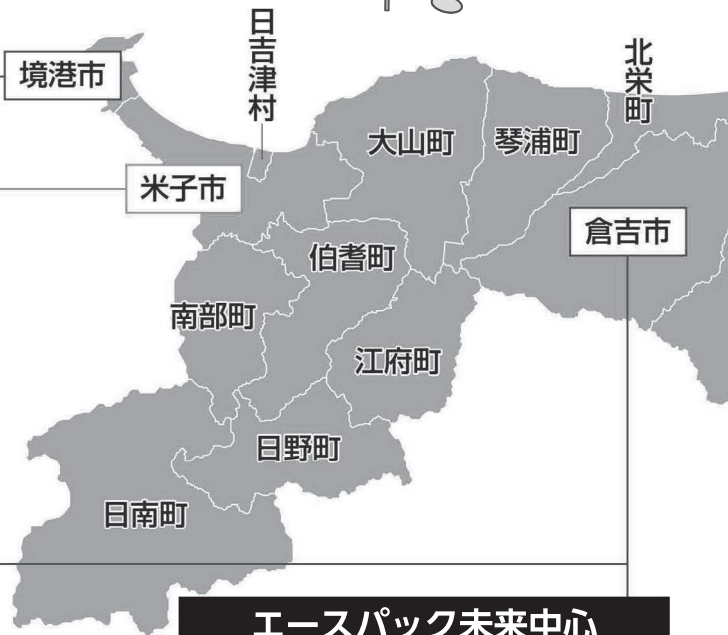 日吉津村
北栄町
境港市
大山町
琴浦町
米子市
倉吉市
伯耆町
南部町
江府町
日野町
日南町
エースパック未来中心